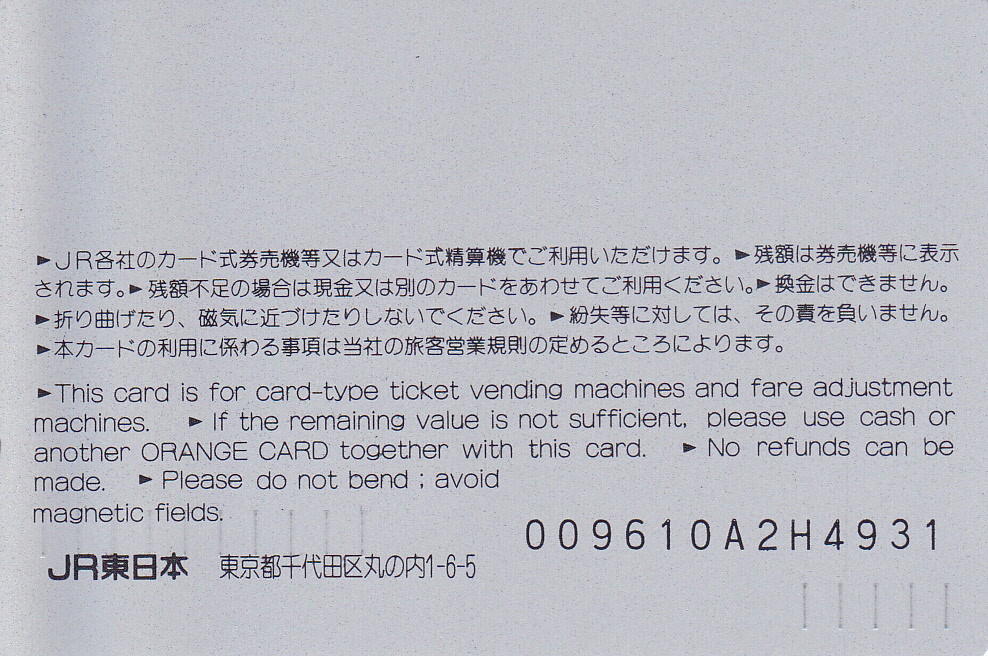 ►JR各社のカード式券売機等又はカード式精算機でご利用いただけます。►残額は券売機等に表示
されます。►残額不足の場合は現金又は別のカードをあわせてご利用ください。►換金はできません。
►折り曲げたり、磁気に近づけたりしないでください。►紛失等に対しては、その責を負いません。
►本カードの利用に係わる事項は当社の旅客営業規則の定めるところによります。
►This card is for card-type ticket vending machines and fare adjustment
machines. ►If the remaining value is not sufficient, please use cash or
another ORANGE CARD together with this card. ►No refunds can be
made. ►Please do not bend ; avoid
magnetic fields.
009610A2H4931
JR東日本 東京都千代田区丸の内1-6-5